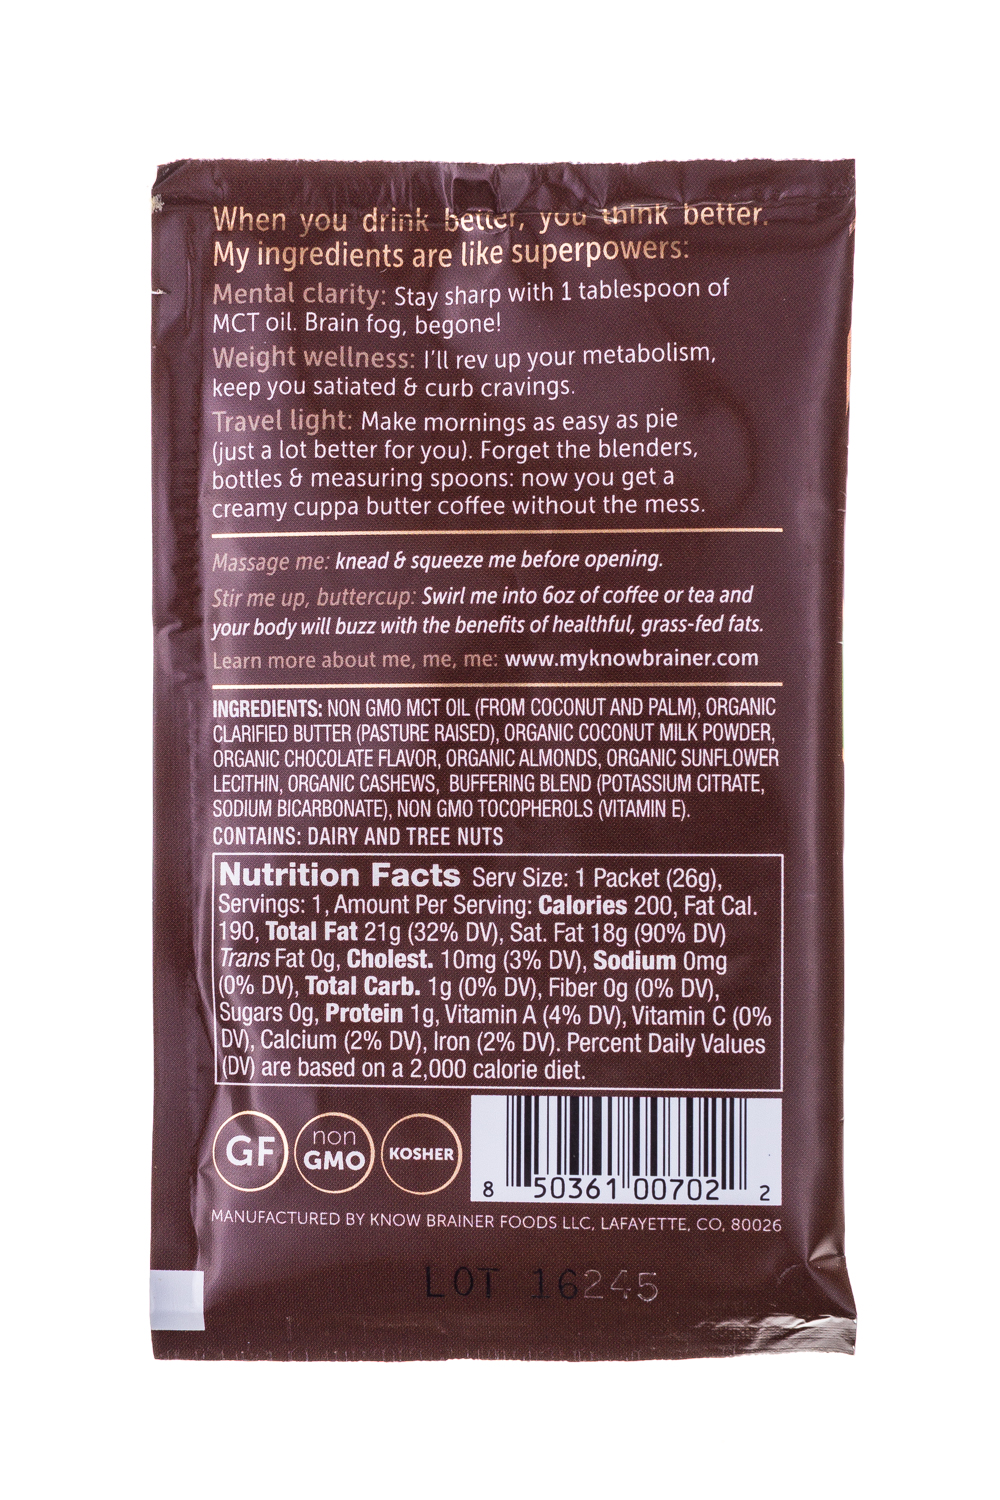 When you drink better, you think better.
My ingredients are like superpowers:
Mental clarity: Stay sharp with 1 tablespoon of
MCT oil. Brain fog, begone!
Weight wellness: I'll rev up your metabolism,
keep you satiated & curb cravings.
Travel light: Make mornings as easy as pie
(just a lot better for you). Forget the blenders,
bottles & measuring spoons: now you get a
creamy cuppa butter coffee without the mess.
Massage me: knead & squeeze me before opening.
Stir me up, buttercup: Swirl me into 6oz of coffee or tea and
your body will buzz with the benefits of healthful, grass-fed fats.
Learn more about me, me, me: www.myknowbrainer.com
INGREDIENTS: NON GMO MCT OIL (FROM COCONUT AND PALM), ORGANIC
CLARIFIED BUTTER (PASTURE RAISED), ORGANIC COCONUT MILK POWDER,
ORGANIC CHOCOLATE FLAVOR, ORGANIC ALMONDS, ORGANIC SUNFLOWER
LECITHIN, ORGANIC CASHEWS, BUFFERING BLEND (POTASSIUM CITRATE,
SODIUM BICARBONATE), NON GMO TOCOPHEROLS (VITAMIN E).
CONTAINS: DAIRY AND TREE NUTS
Nutrition Facts Serv Size: 1 Packet (26g),
Servings: 1, Amount Per Serving: Calories 200, Fat Cal.
190, Total Fat 21g (32% DV), Sat. Fat 18g (90% DV)
Trans Fat 0g, Cholest. 10mg (3% DV), Sodium 0mg
(0% DV), Total Carb. 1g (0% DV), Fiber 0g (0% DV),
Sugars 0g, Protein 1g, Vitamin A (4% DV), Vitamin C (0%
DV), Calcium (2% DV), Iron (2% DV). Percent Daily Values
(DV) are based on a 2,000 calorie diet.
GF
non
GMO
KOSHER
8 50361 00702 2
MANUFACTURED BY KNOW BRAINER FOODS LLC, LAFAYETTE, CO, 80026
LOT 16245